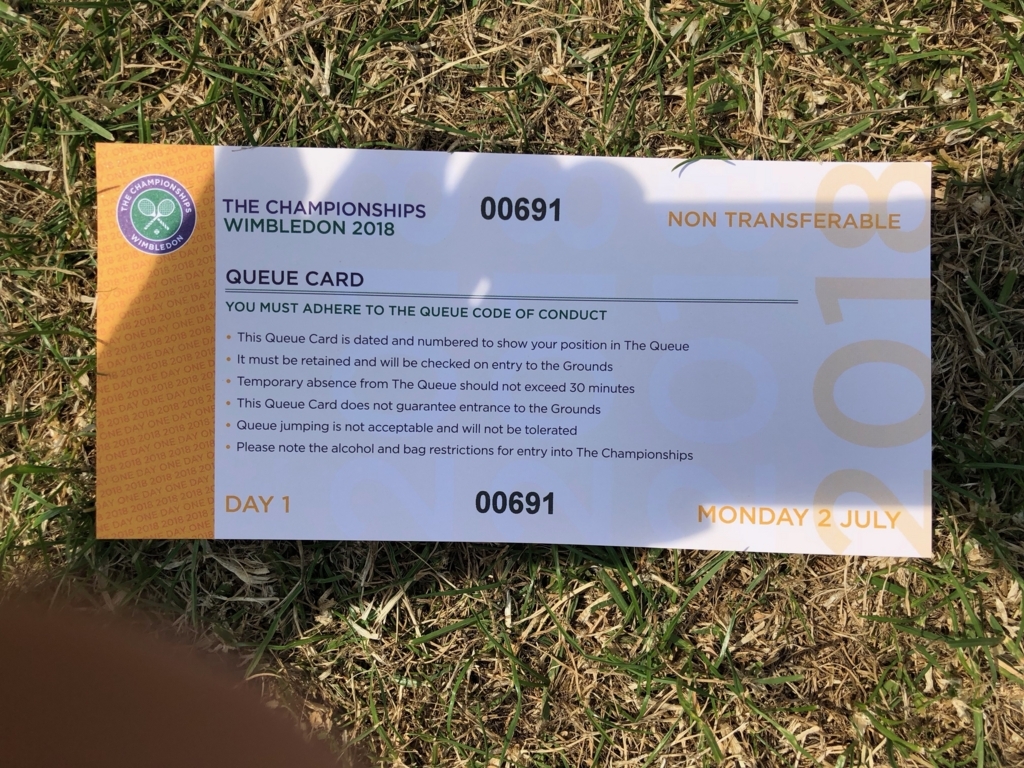 THE CHAMPIONSHIPS
WIMBLEDON
THE CHAMPIONSHIPS
WIMBLEDON 2018
00691
NON TRANSFERABLE
QUEUE CARD
YOU MUST ADHERE TO THE QUEUE CODE OF CONDUCT
• This Queue Card is dated and numbered to show your position in The Queue
• It must be retained and will be checked on entry to the Grounds
• Temporary absence from The Queue should not exceed 30 minutes
• This Queue Card does not guarantee entrance to the Grounds
• Queue jumping is not acceptable and will not be tolerated
• Please note the alcohol and bag restrictions for entry into The Championships
DAY 1
00691
MONDAY 2 JULY
2018